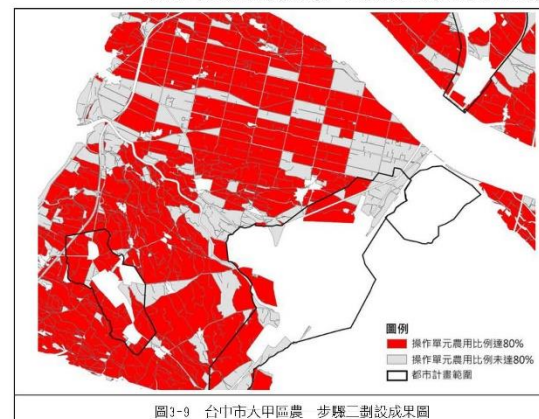 圖例
操作單元農用比例達80%
操作單元農用比例未達80%
都市計畫範圍
圖3-9 台中市大甲區農 步驟二劃設成果圖